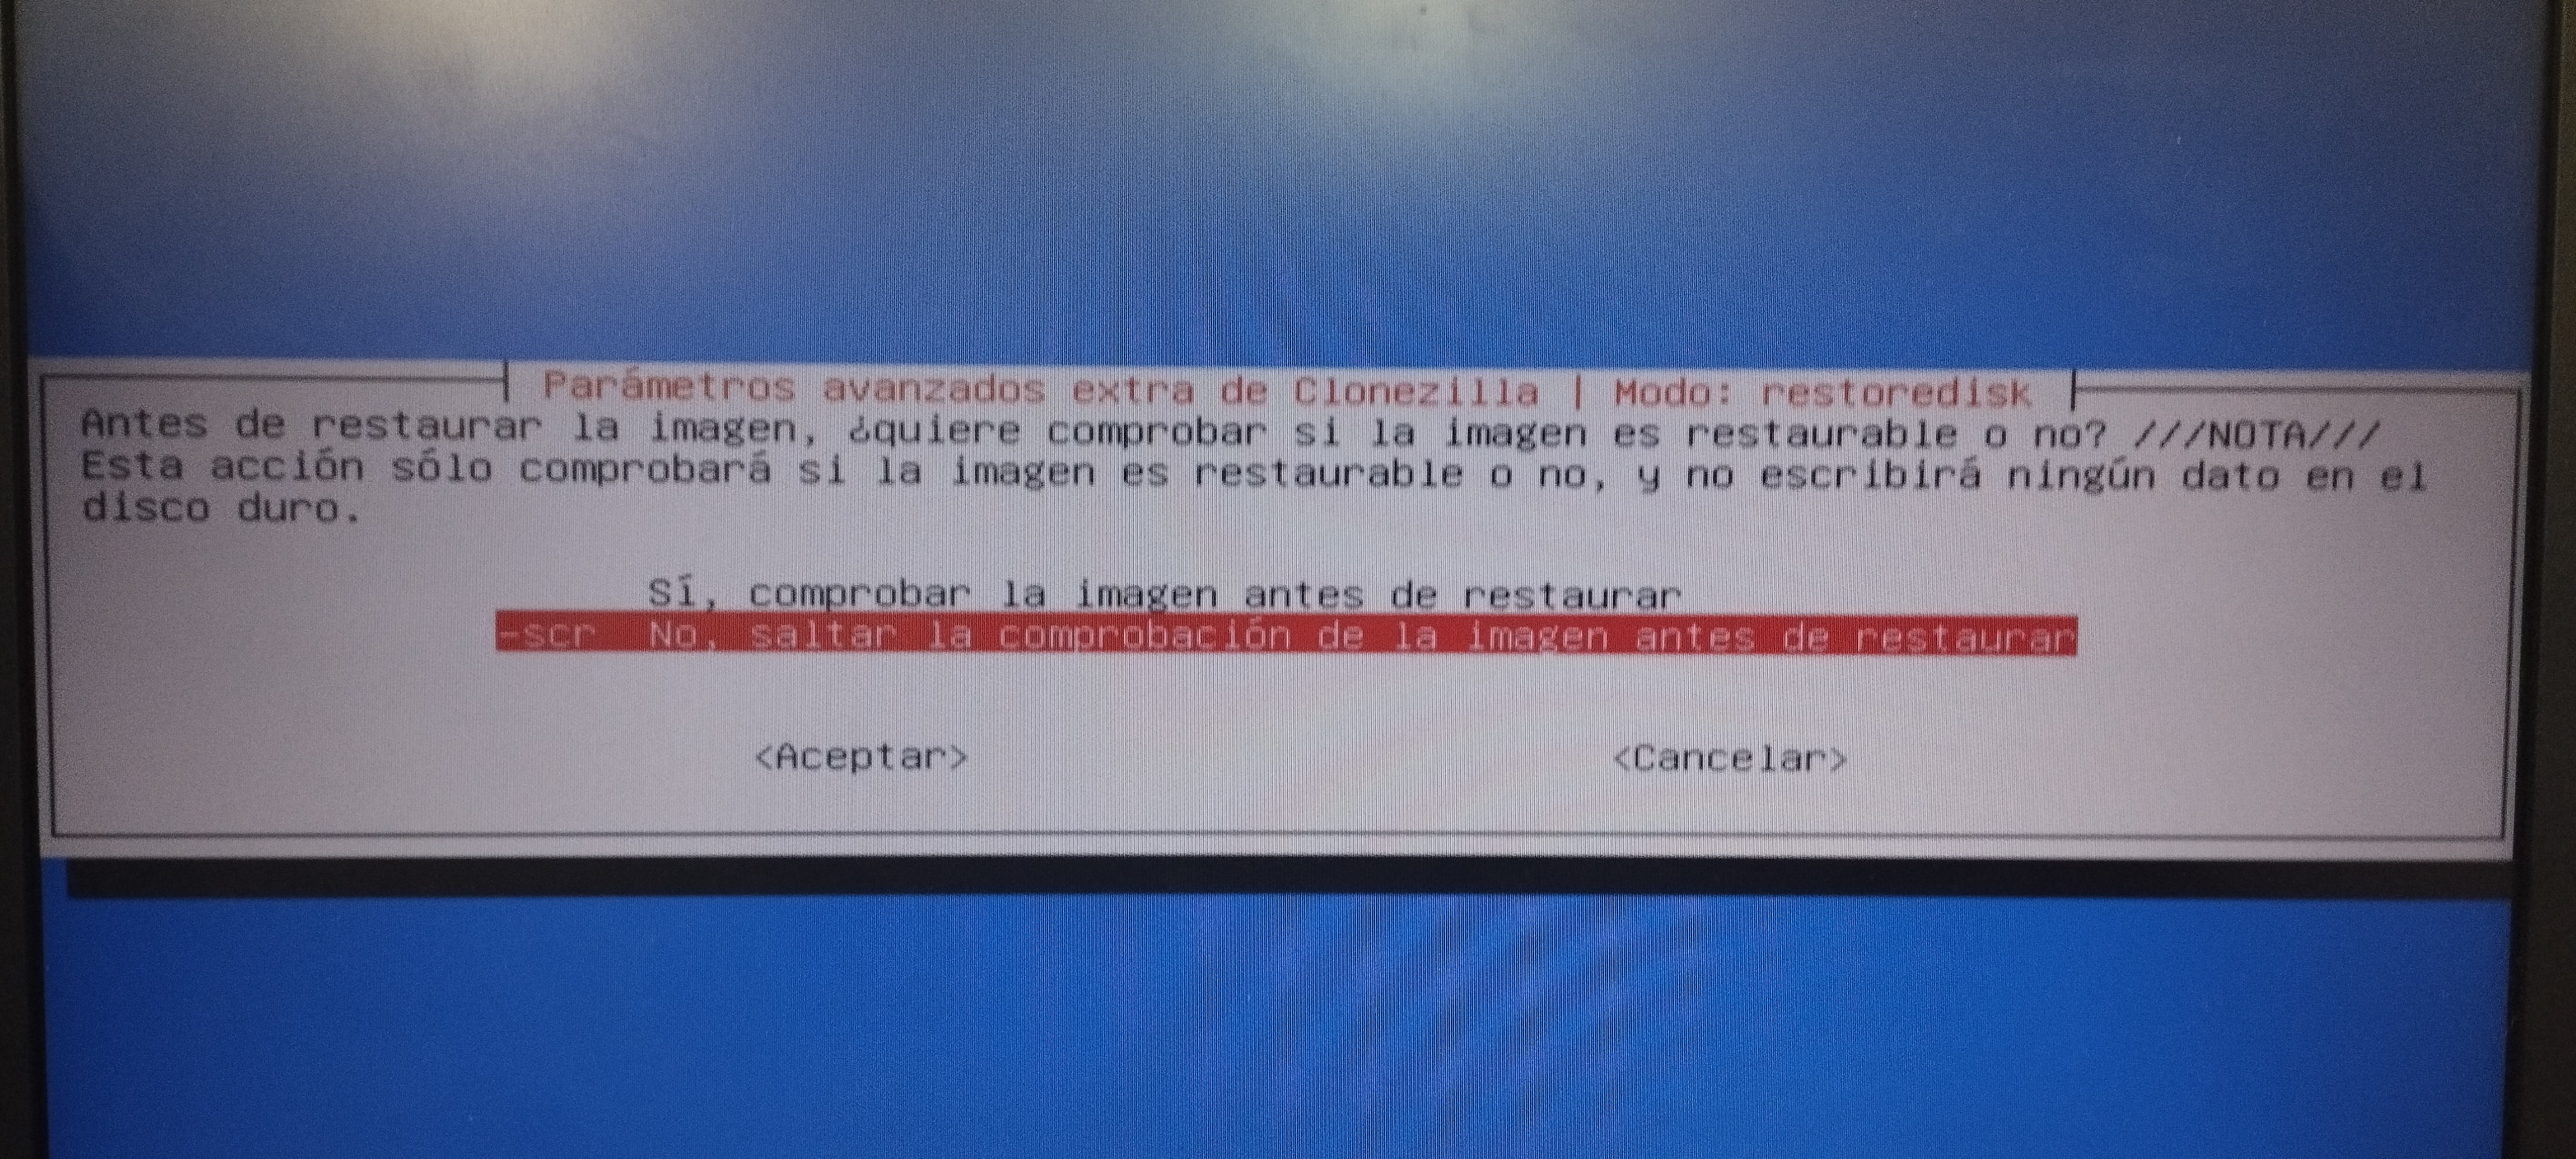 Parámetros avanzados extra de Clonezilla | Modo: restoredisk
Antes de restaurar la imagen, ¿quiere comprobar si la imagen es restaurable o no? ///NOTA///
Esta acción sólo comprobará si la imagen es restaurable o no, y no escribirá ningún dato en el
disco duro.
Sí, comprobar la imagen antes de restaurar
-scr No, saltar la comprobación de la imagen antes de restaurar
<Aceptar> <Cancelar>